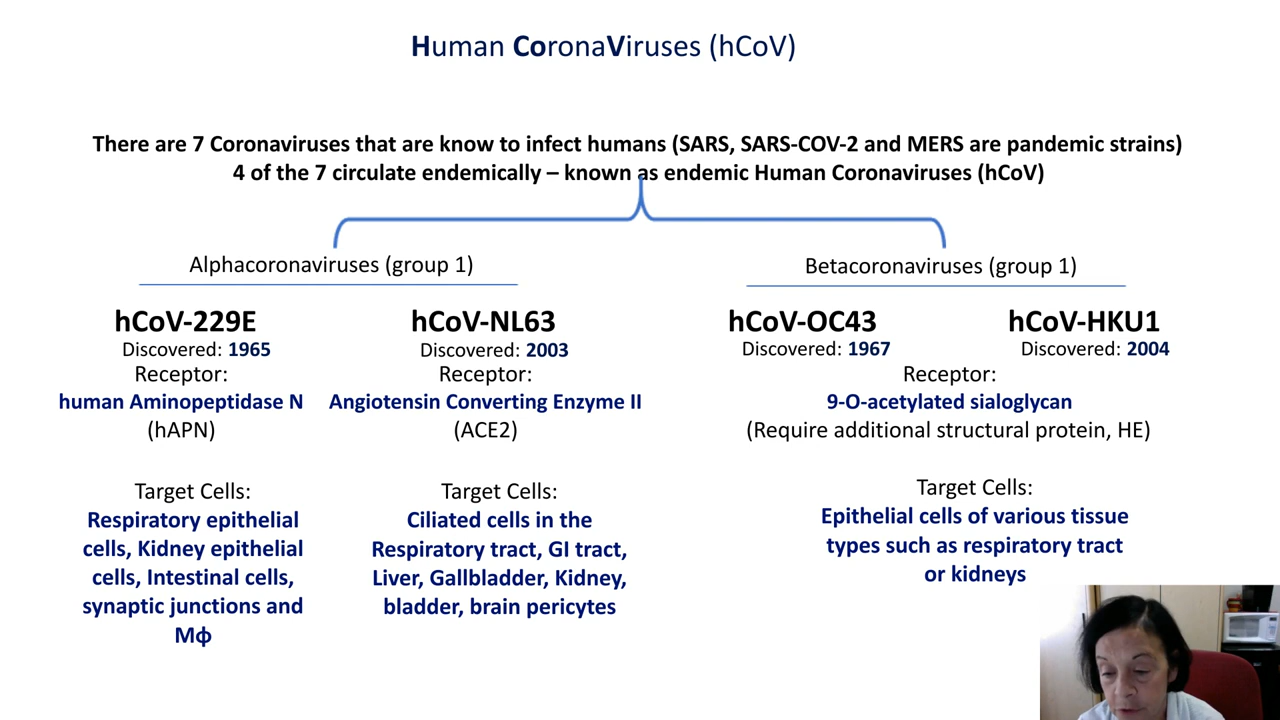 Human CoronaViruses (hCoV)
There are 7 Coronaviruses that are know to infect humans (SARS, SARS-COV-2 and MERS are pandemic strains)
4 of the 7 circulate endemically – known as endemic Human Coronaviruses (hCoV)
Alphacoronaviruses (group 1)
hCoV-229E
Discovered: 1965
Receptor:
human Aminopeptidase N
(hAPN)
Target Cells:
Respiratory epithelial
cells, Kidney epithelial
cells, Intestinal cells,
synaptic junctions and
Mφ
hCoV-NL63
Discovered: 2003
Receptor:
Angiotensin Converting Enzyme II
(ACE2)
Target Cells:
Ciliated cells in the
Respiratory tract, GI tract,
Liver, Gallbladder, Kidney,
bladder, brain pericytes
Betacoronaviruses (group 1)
hCoV-OC43
Discovered: 1967
hCoV-HKU1
Discovered: 2004
Receptor:
9-O-acetylated sialoglycan
(Require additional structural protein, HE)
Target Cells:
Epithelial cells of various tissue
types such as respiratory tract
or kidneys